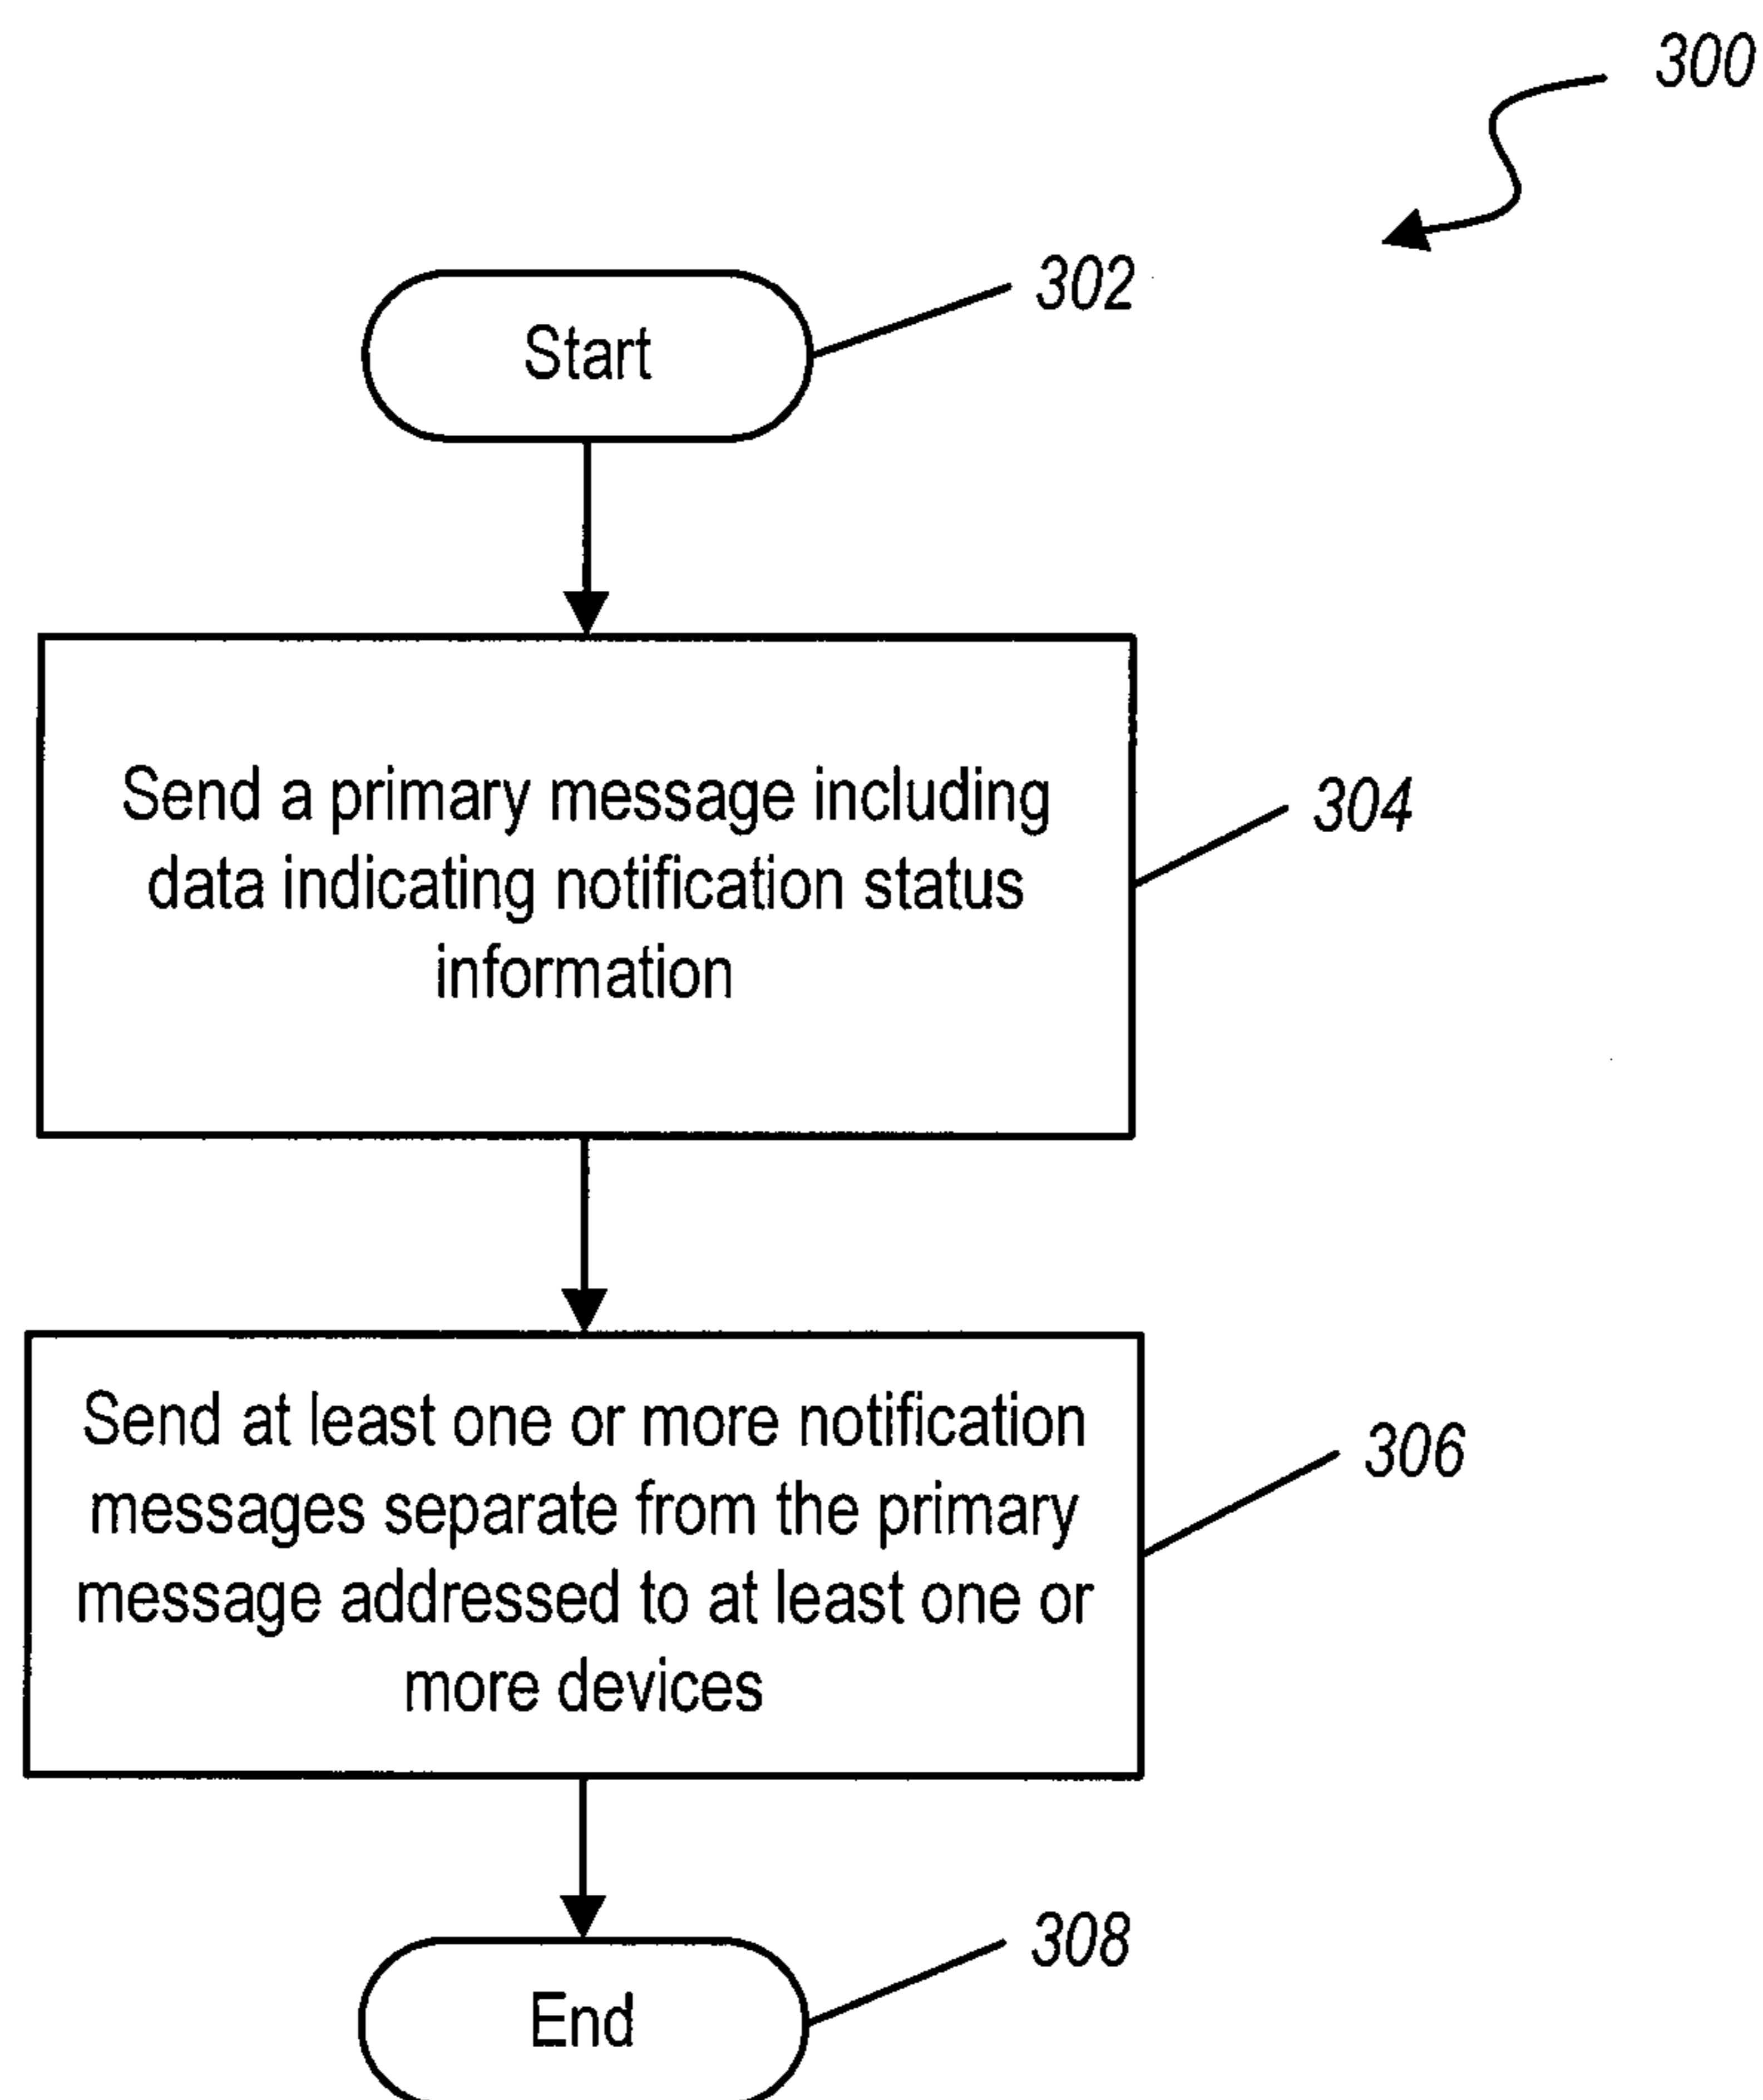 300
302
Start
Send a primary message including
data indicating notification status
information
304
Send at least one or more notification
messages separate from the primary
message addressed to at least one or
more devices
306
308
End